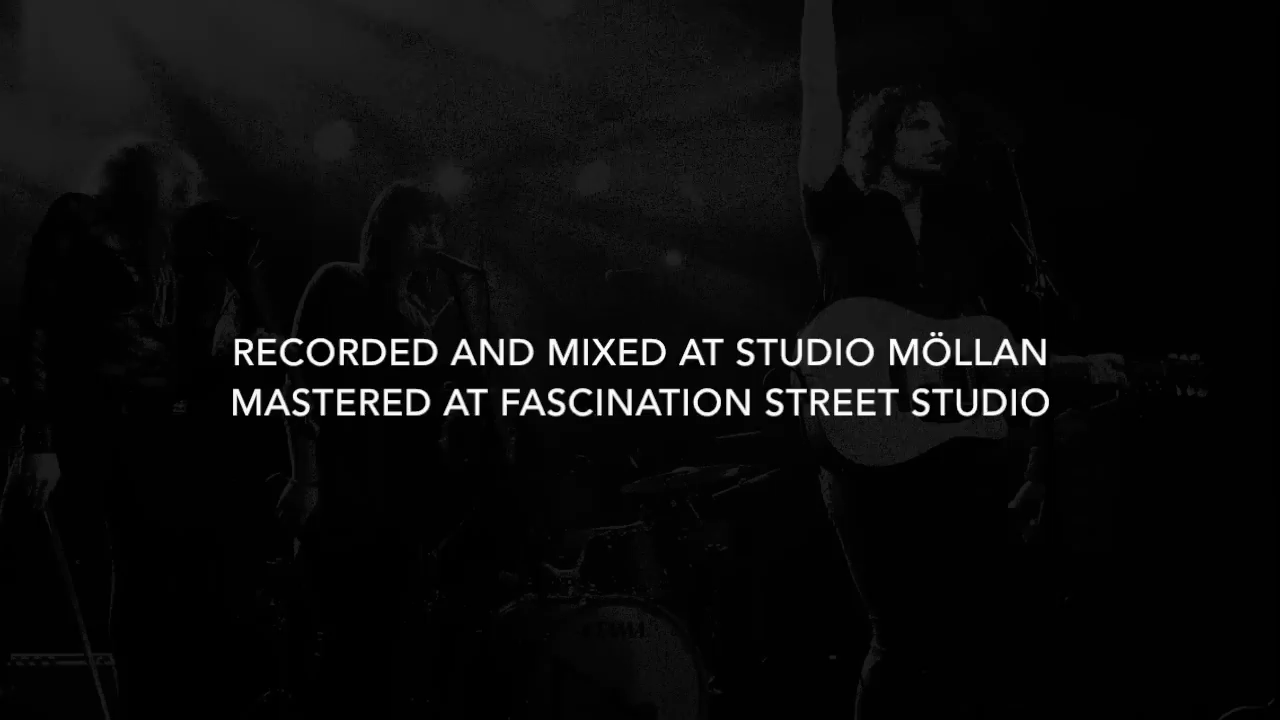 RECORDED AND MIXED AT STUDIO MÖLLAN
MASTERED AT FASCINATION STREET STUDIO